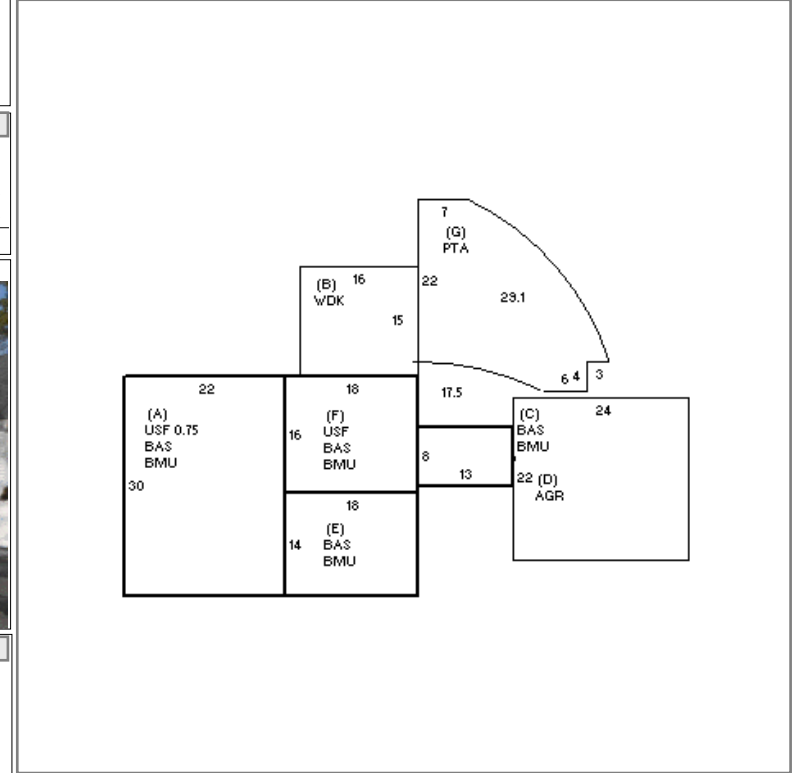 7
(G)
PTA
(B) 16
WDK
22
29.1
15
6 4 3
22
18
17.5
24
(A)
USF 0.75
BAS
BMU
(F)
USF
BAS
BMU
16
(C)
BAS
BMU
8
13
30
22 (D)
AGR
18
(E)
BAS
BMU
14